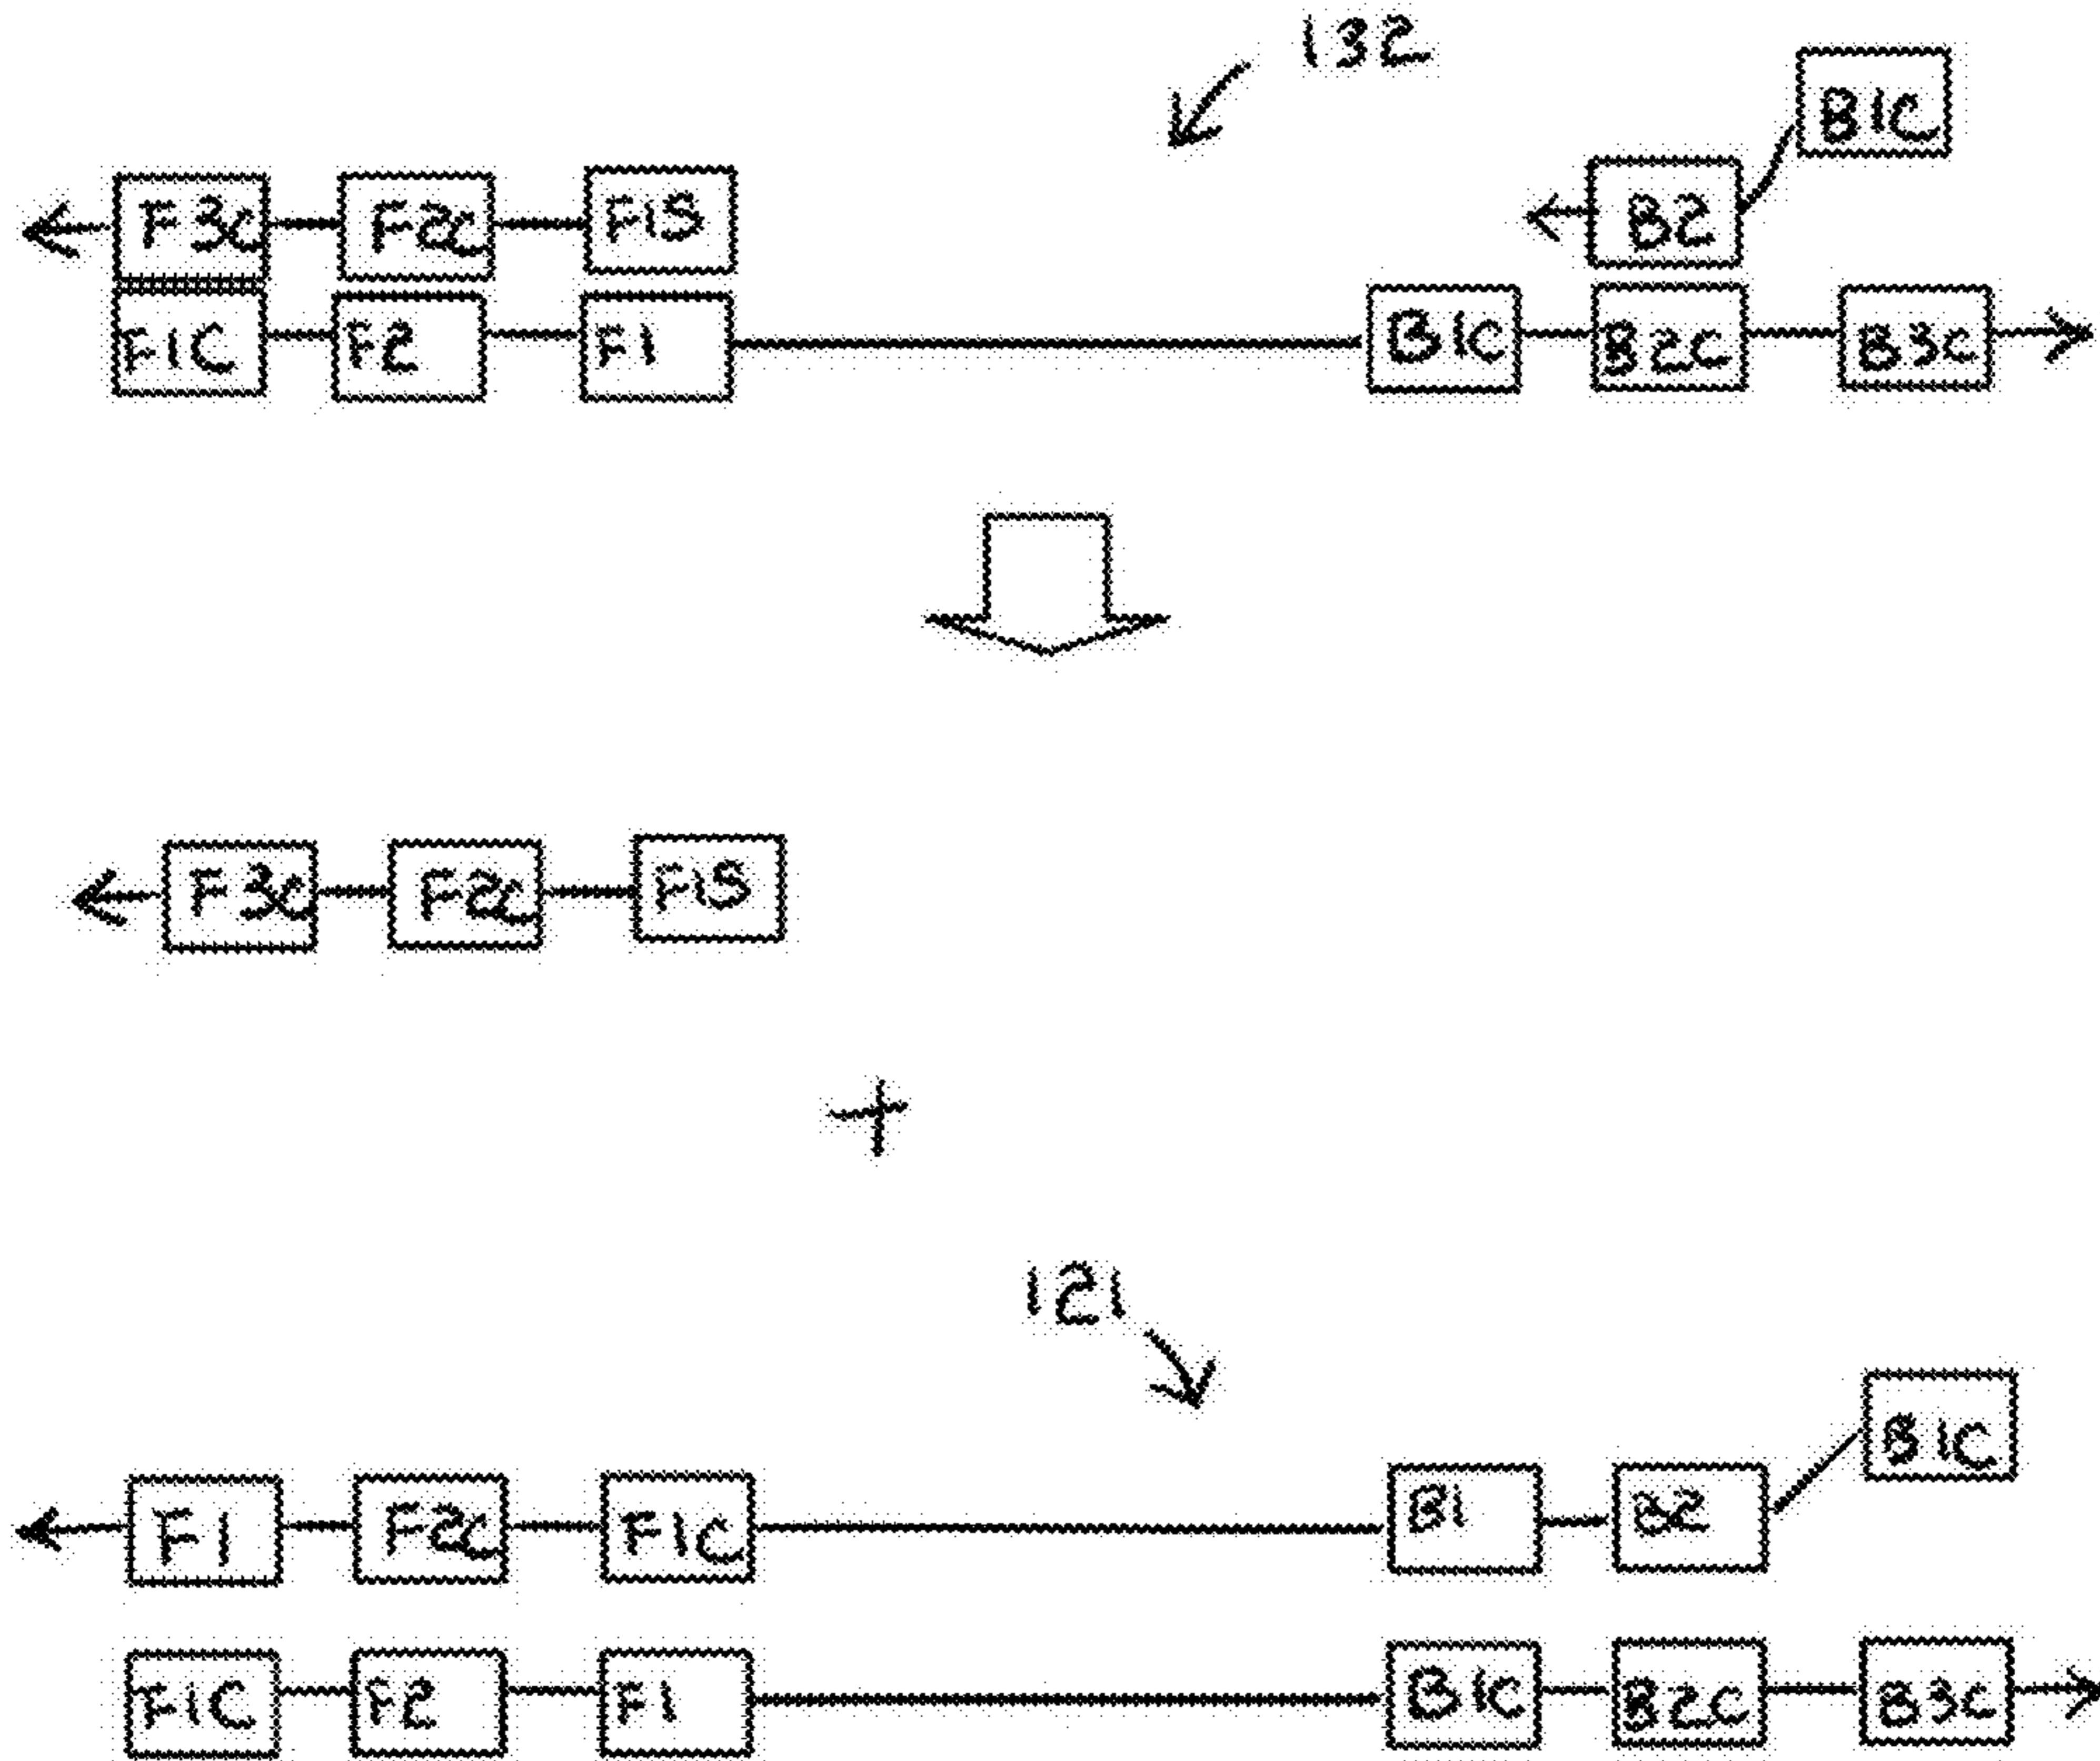 132
B1C
F3C F2C F1S B2
F1C F2 F1 B1C B2C B3C
F3C F2C F1S
+
121
B1C
F1 F2C F1C B1 B2
F1C F2 F1 B1C B2C B3C